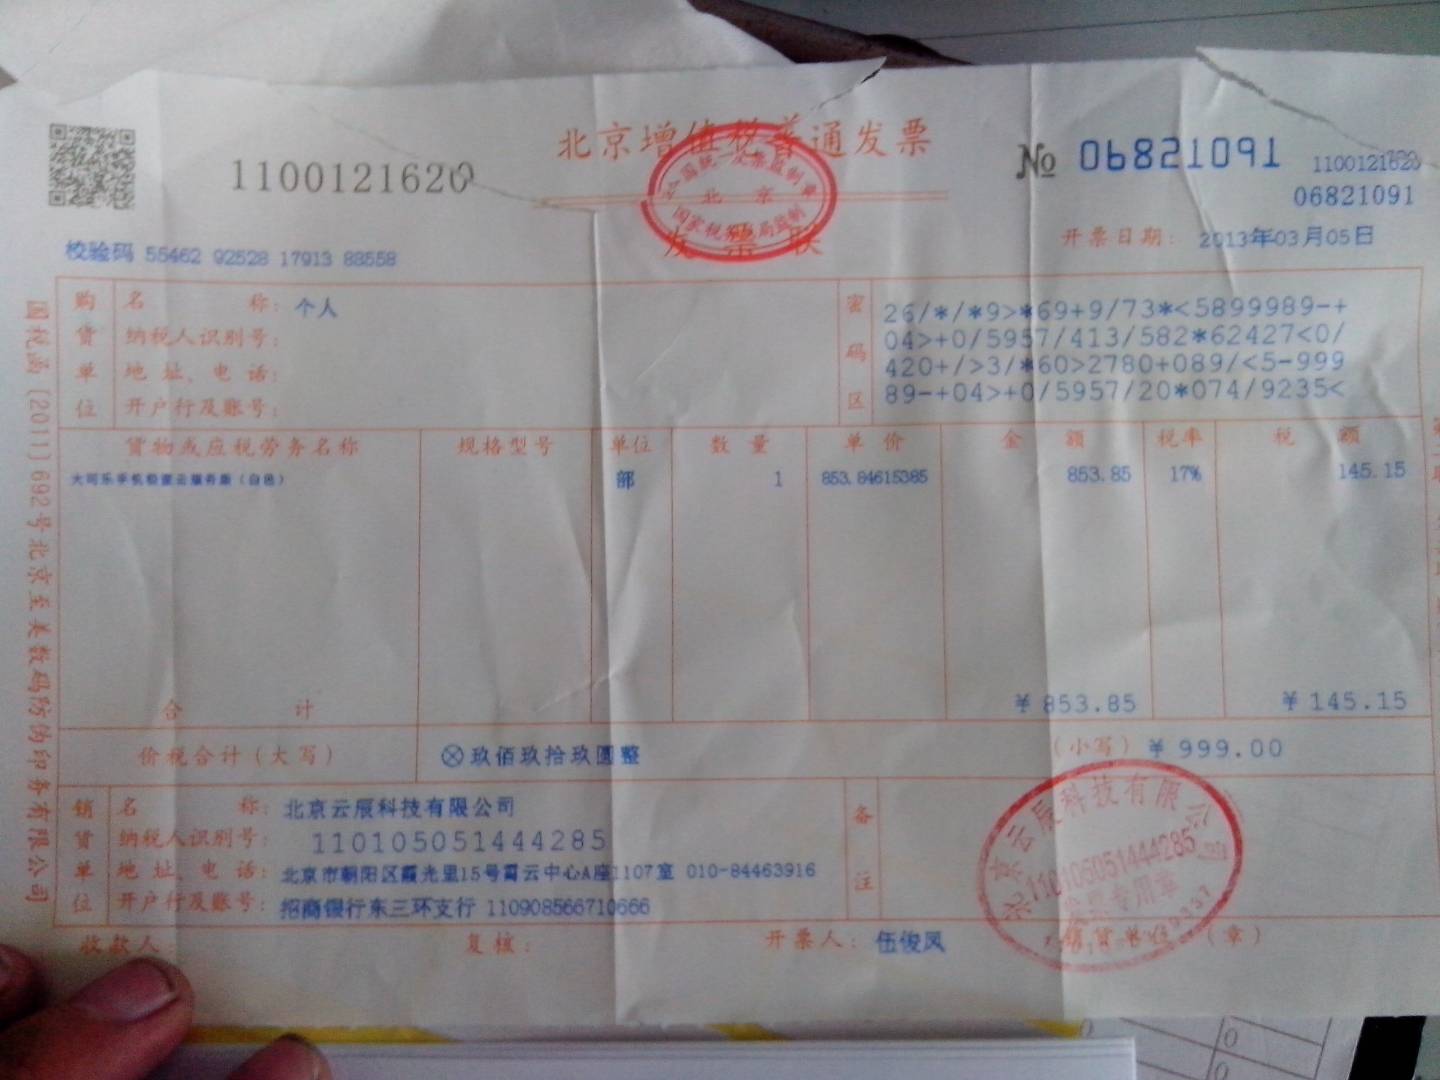 北京增值税普通发票
1100121620
№ 06821091
1100121620
06821091
发票联
全国统一发票监制章
北京
国家税务局监制
校验码 55462 92528 17913 88558
开票日期: 2013年03月05日
购货单位
名称: 个人
纳税人识别号:
地址、电话:
开户行及账号:
密码区
26/*/*9>*69+9/73*<5899989-+
04>+0/5957/413/582*62427<0/
420+/>3/*60>2780+089/<5-999
89-+04>+0/5957/20*074/9235<
货物或应税劳务名称 规格型号 单位 数量 单价 金额 税率 税额
大可乐手机极速云服务版(白色) 部 1 853.84615385 853.85 17% 145.15
合计 ¥853.85 ¥145.15
价税合计(大写) ⊗玖佰玖拾玖圆整 (小写) ¥999.00
销货单位
名称: 北京云辰科技有限公司
纳税人识别号: 110105051444285
地址、电话: 北京市朝阳区霞光里15号霄云中心A座1107室 010-84463916
开户行及账号: 招商银行东三环支行 110908566710666
备注
北京云辰科技有限公司
110105051444285
发票专用章
收款人: 复核: 开票人: 伍俊凤 销货单位(章)
国税函[2011]692号北京至美数码防伪印务有限公司